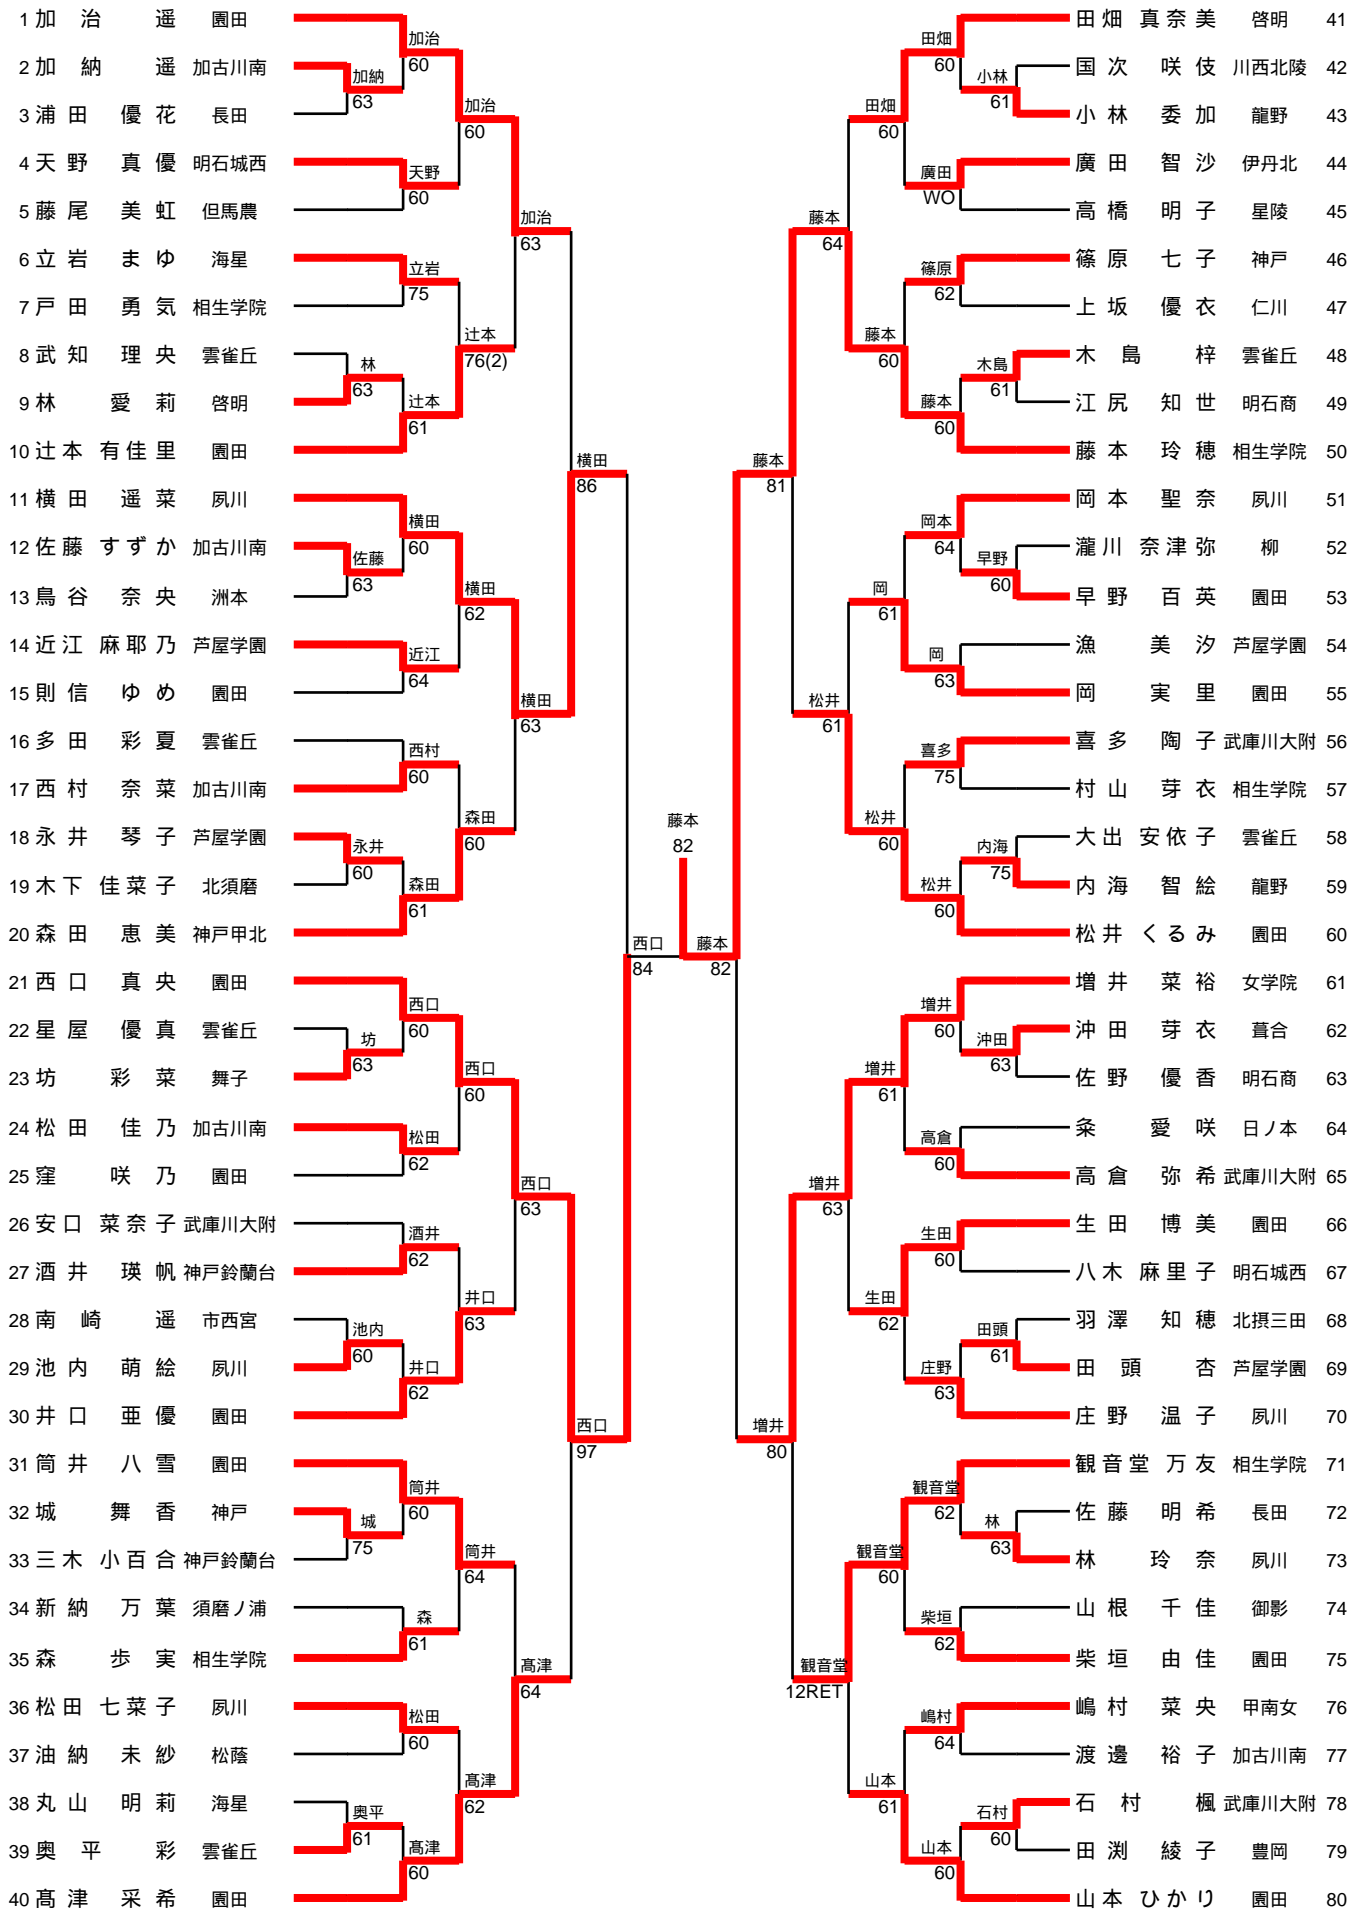 1 加治 遥 園田
加治
60
2 加納 遥 加古川南
加納
63
3 浦田 優花 長田
加治
60
4 天野 真優 明石城西
天野
60
5 藤尾 美虹 但馬農
加治
63
6 立岩 まゆ 海星
立岩
75
7 戸田 勇気 相生学院
辻本
76(2)
8 武知 理央 雲雀丘
林
63
9 林 愛莉 啓明
辻本
61
10 辻本 有佳里 園田
横田
86
11 横田 遥菜 夙川
横田
60
12 佐藤 すずか 加古川南
佐藤
63
13 鳥谷 奈央 洲本
横田
62
14 近江 麻耶乃 芦屋学園
近江
64
15 則信 ゆめ 園田
横田
63
16 多田 彩夏 雲雀丘
西村
60
17 西村 奈菜 加古川南
森田
60
18 永井 琴子 芦屋学園
永井
60
19 木下 佳菜子 北須磨
森田
61
20 森田 恵美 神戸甲北
西口
84
21 西口 真央 園田
西口
60
22 星屋 優真 雲雀丘
坊
63
23 坊 彩菜 舞子
西口
60
24 松田 佳乃 加古川南
松田
62
25 窪 咲乃 園田
西口
63
26 安口 菜奈子 武庫川大附
酒井
62
27 酒井 瑛帆 神戸鈴蘭台
井口
63
28 南崎 遥 市西宮
池内
60
29 池内 萌絵 夙川
井口
62
30 井口 亜優 園田
西口
97
31 筒井 八雪 園田
筒井
60
32 城 舞香 神戸
城
75
33 三木 小百合 神戸鈴蘭台
筒井
64
34 新納 万葉 須磨ノ浦
森
61
35 森 歩実 相生学院
髙津
64
36 松田 七菜子 夙川
松田
60
37 油納 未紗 松蔭
髙津
62
38 丸山 明莉 海星
奥平
61
39 奥平 彩 雲雀丘
髙津
60
40 髙津 采希 園田
藤本
82
田畑 真奈美 啓明 41
田畑
60
国次 咲伎 川西北陵 42
小林
61
小林 委加 龍野 43
田畑
60
廣田 智沙 伊丹北 44
廣田
WO
高橋 明子 星陵 45
藤本
64
篠原 七子 神戸 46
篠原
62
上坂 優衣 仁川 47
藤本
60
木島 梓 雲雀丘 48
木島
61
江尻 知世 明石商 49
藤本
60
藤本 玲穂 相生学院 50
藤本
81
岡本 聖奈 夙川 51
岡本
64
瀧川 奈津弥 柳 52
早野
60
早野 百英 園田 53
岡
61
漁 美汐 芦屋学園 54
岡
63
岡 実里 園田 55
松井
61
喜多 陶子 武庫川大附 56
喜多
75
村山 芽衣 相生学院 57
松井
60
大出 安依子 雲雀丘 58
内海
75
内海 智絵 龍野 59
松井
60
松井 くるみ 園田 60
藤本
82
増井 菜裕 女学院 61
増井
60
沖田 芽衣 葺合 62
沖田
63
佐野 優香 明石商 63
増井
61
粂 愛咲 日ノ本 64
高倉
60
高倉 弥希 武庫川大附 65
増井
63
生田 博美 園田 66
生田
60
八木 麻里子 明石城西 67
生田
62
羽澤 知穂 北摂三田 68
田頭
61
田頭 杏 芦屋学園 69
庄野
63
庄野 温子 夙川 70
増井
80
観音堂 万友 相生学院 71
観音堂
62
佐藤 明希 長田 72
林
63
林 玲奈 夙川 73
観音堂
60
山根 千佳 御影 74
柴垣
62
柴垣 由佳 園田 75
観音堂
12RET
嶋村 菜央 甲南女 76
嶋村
64
渡邊 裕子 加古川南 77
山本
61
石村 楓 武庫川大附 78
石村
60
田渕 綾子 豊岡 79
山本
60
山本 ひかり 園田 80